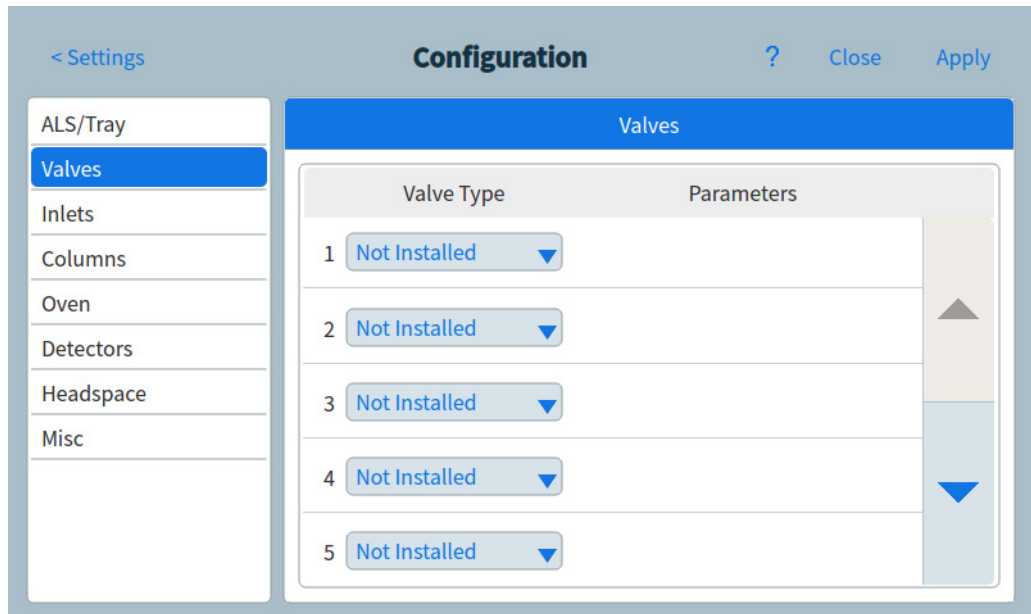 < Settings
Configuration
?
Close
Apply
ALS/Tray
Valves
Inlets
Columns
Oven
Detectors
Headspace
Misc
Valves
Valve Type
Parameters
1 Not Installed
2 Not Installed
3 Not Installed
4 Not Installed
5 Not Installed